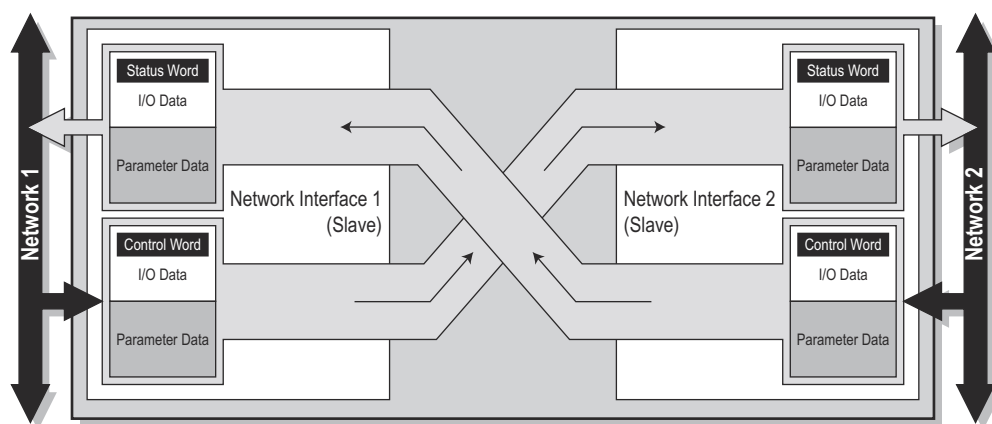 Network 1
Status Word
I/O Data
Parameter Data
Control Word
I/O Data
Parameter Data
Network Interface 1
(Slave)
Network Interface 2
(Slave)
Status Word
I/O Data
Parameter Data
Control Word
I/O Data
Parameter Data
Network 2